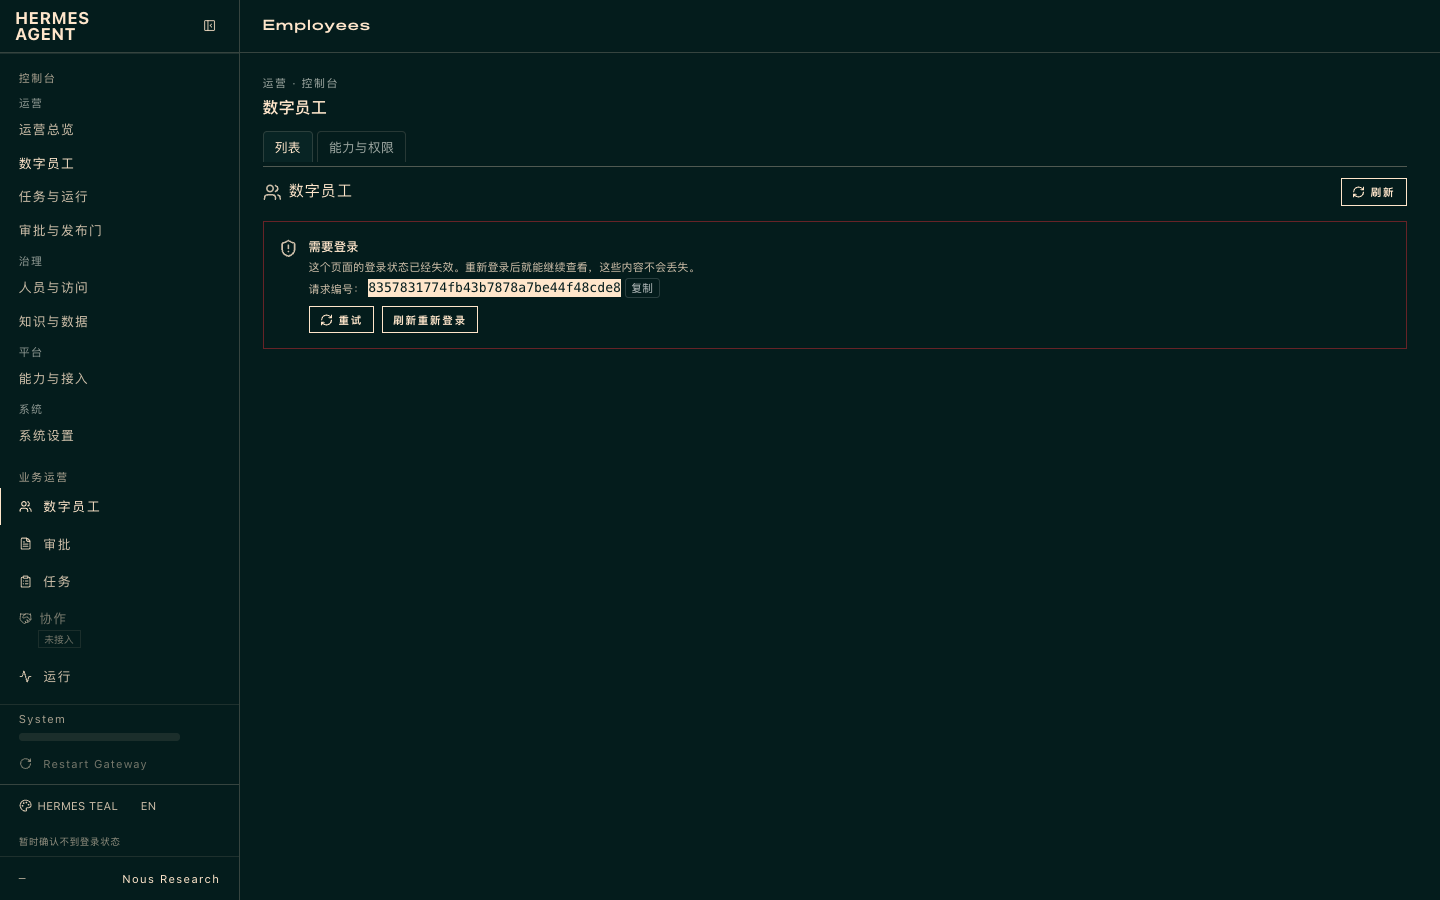 HERMES
AGENT
控制台
运营
运营总览
数字员工
任务与运行
审批与发布门
治理
人员与访问
知识与数据
平台
能力与接入
系统
系统设置
业务运营
数字员工
审批
任务
协作
未接入
运行
System
Restart Gateway
HERMES TEAL EN
暂时确认不到登录状态
— Nous Research
Employees
运营 · 控制台
数字员工
列表 能力与权限
数字员工 刷新
需要登录
这个页面的登录状态已经失效。重新登录后就能继续查看，这些内容不会丢失。
请求编号： 8357831774fb43b7878a7be44f48cde8 复制
重试 刷新重新登录